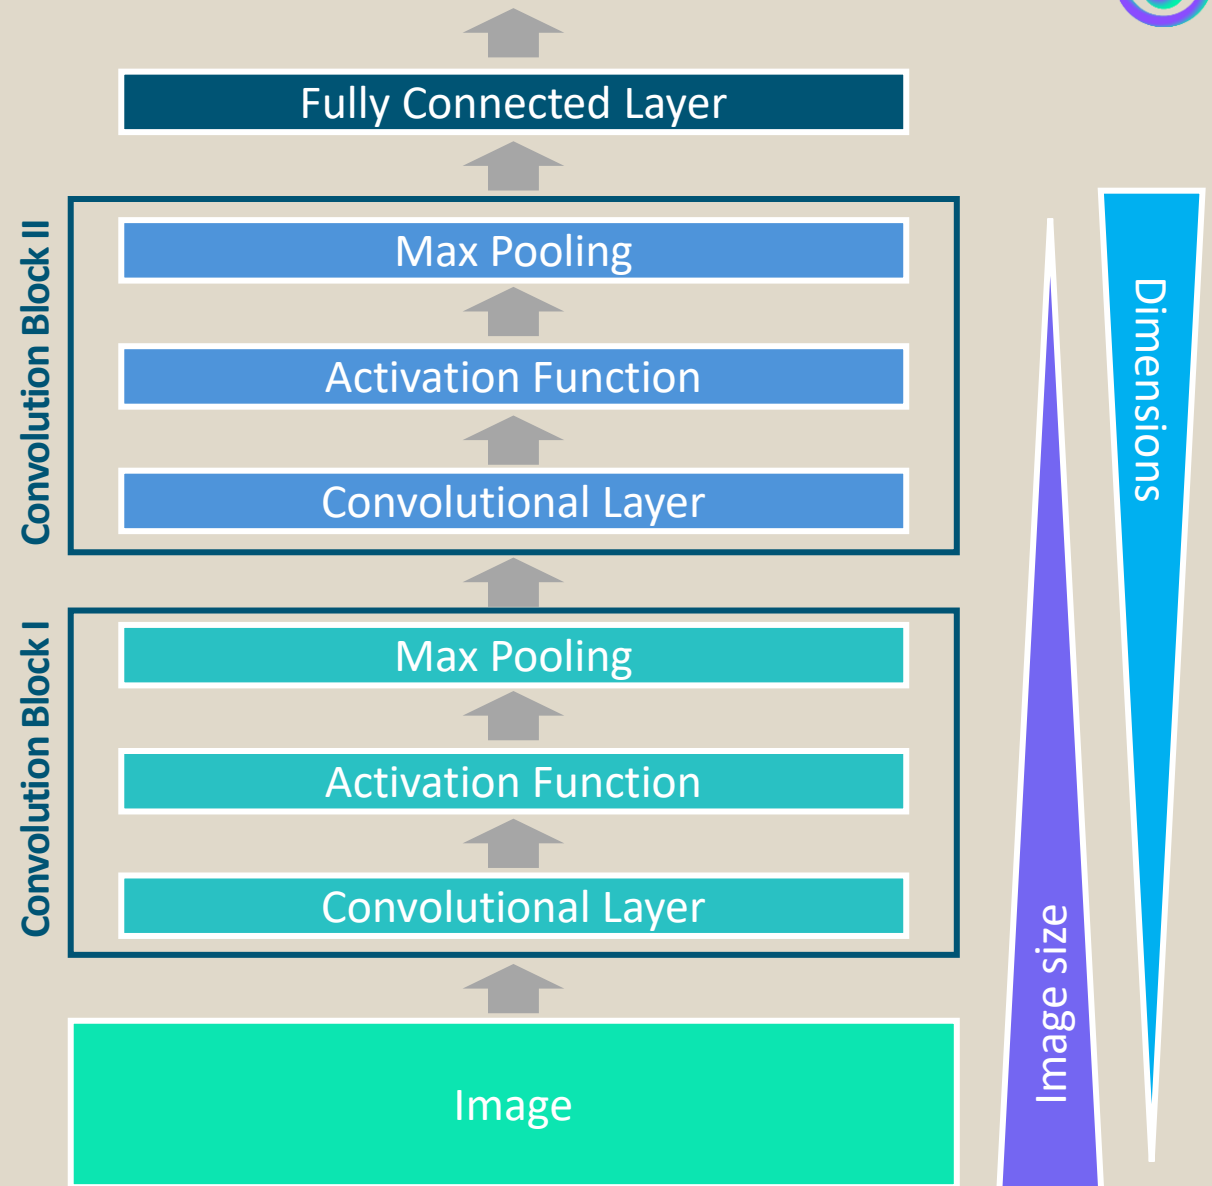 Fully Connected Layer
Convolution Block II
Max Pooling
Activation Function
Convolutional Layer
Convolution Block I
Max Pooling
Activation Function
Convolutional Layer
Image
Image size
Dimensions